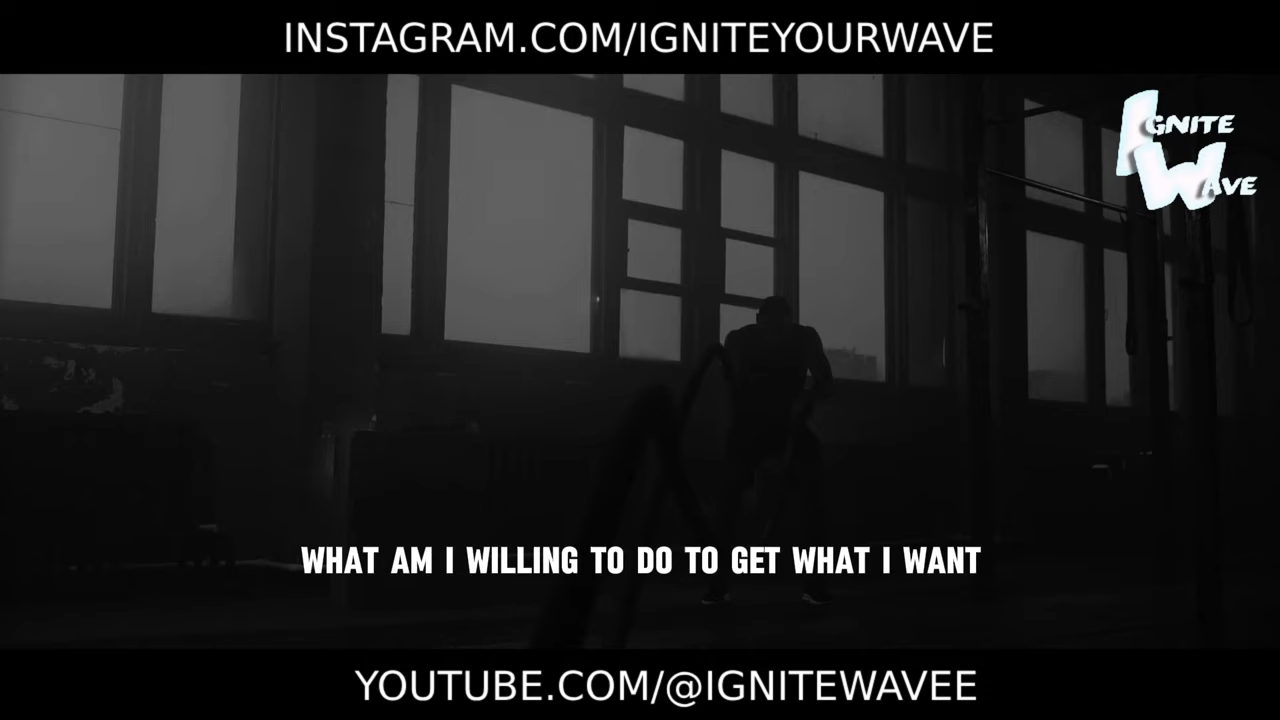 INSTAGRAM.COM/IGNITEYOURWAVE
IGNITE
WAVE
WHAT AM I WILLING TO DO TO GET WHAT I WANT
YOUTUBE.COM/@IGNITEWAVEE